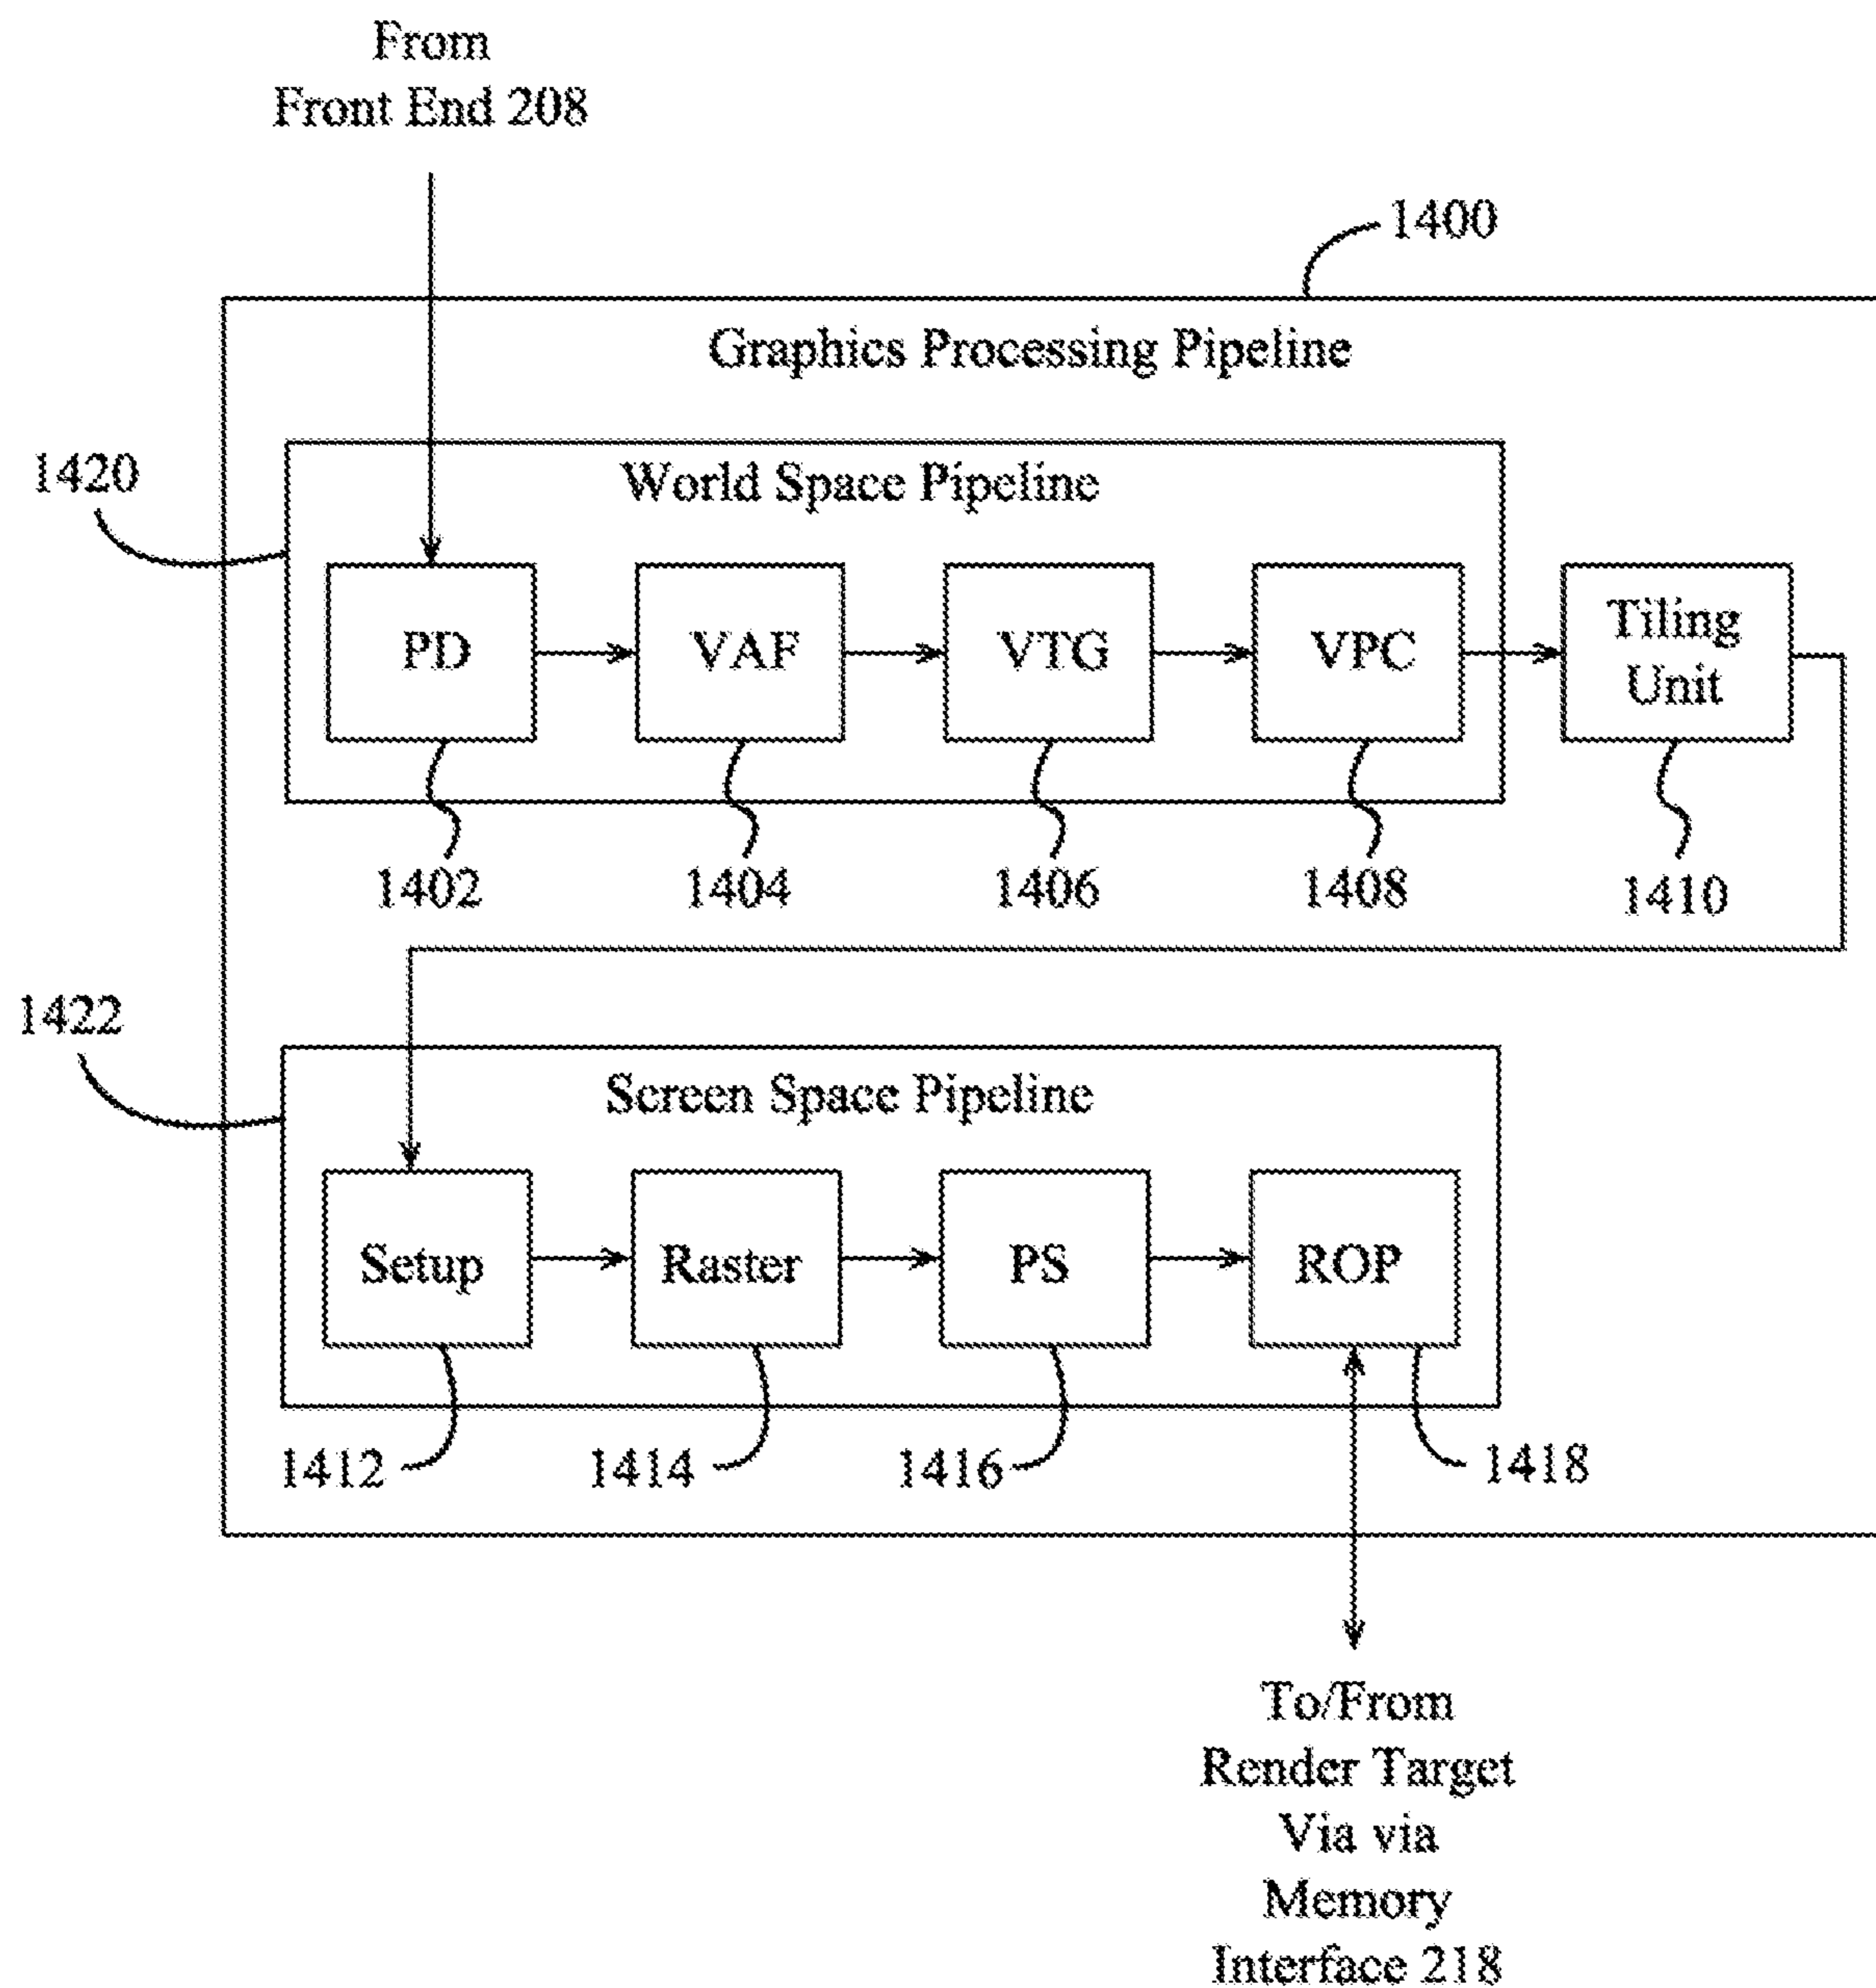 From
Front End 208
1400
Graphics Processing Pipeline
1420
World Space Pipeline
PD
VAF
VTG
VPC
Tiling
Unit
1402
1404
1406
1408
1410
1422
Screen Space Pipeline
Setup
Raster
PS
ROP
1412
1414
1416
1418
To/From
Render Target
Via via
Memory
Interface 218